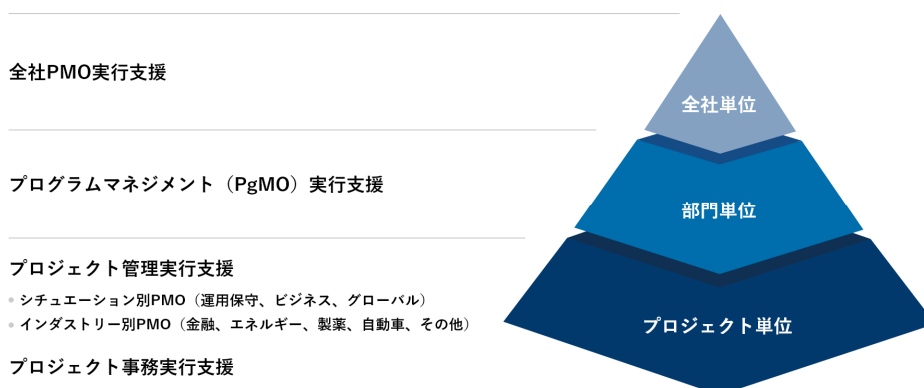 全社PMO実行支援
全社単位
プログラムマネジメント（PgMO）実行支援
部門単位
プロジェクト管理実行支援
シチュエーション別PMO（運用保守、ビジネス、グローバル）
インダストリー別PMO（金融、エネルギー、製薬、自動車、その他）
プロジェクト単位
プロジェクト事務実行支援